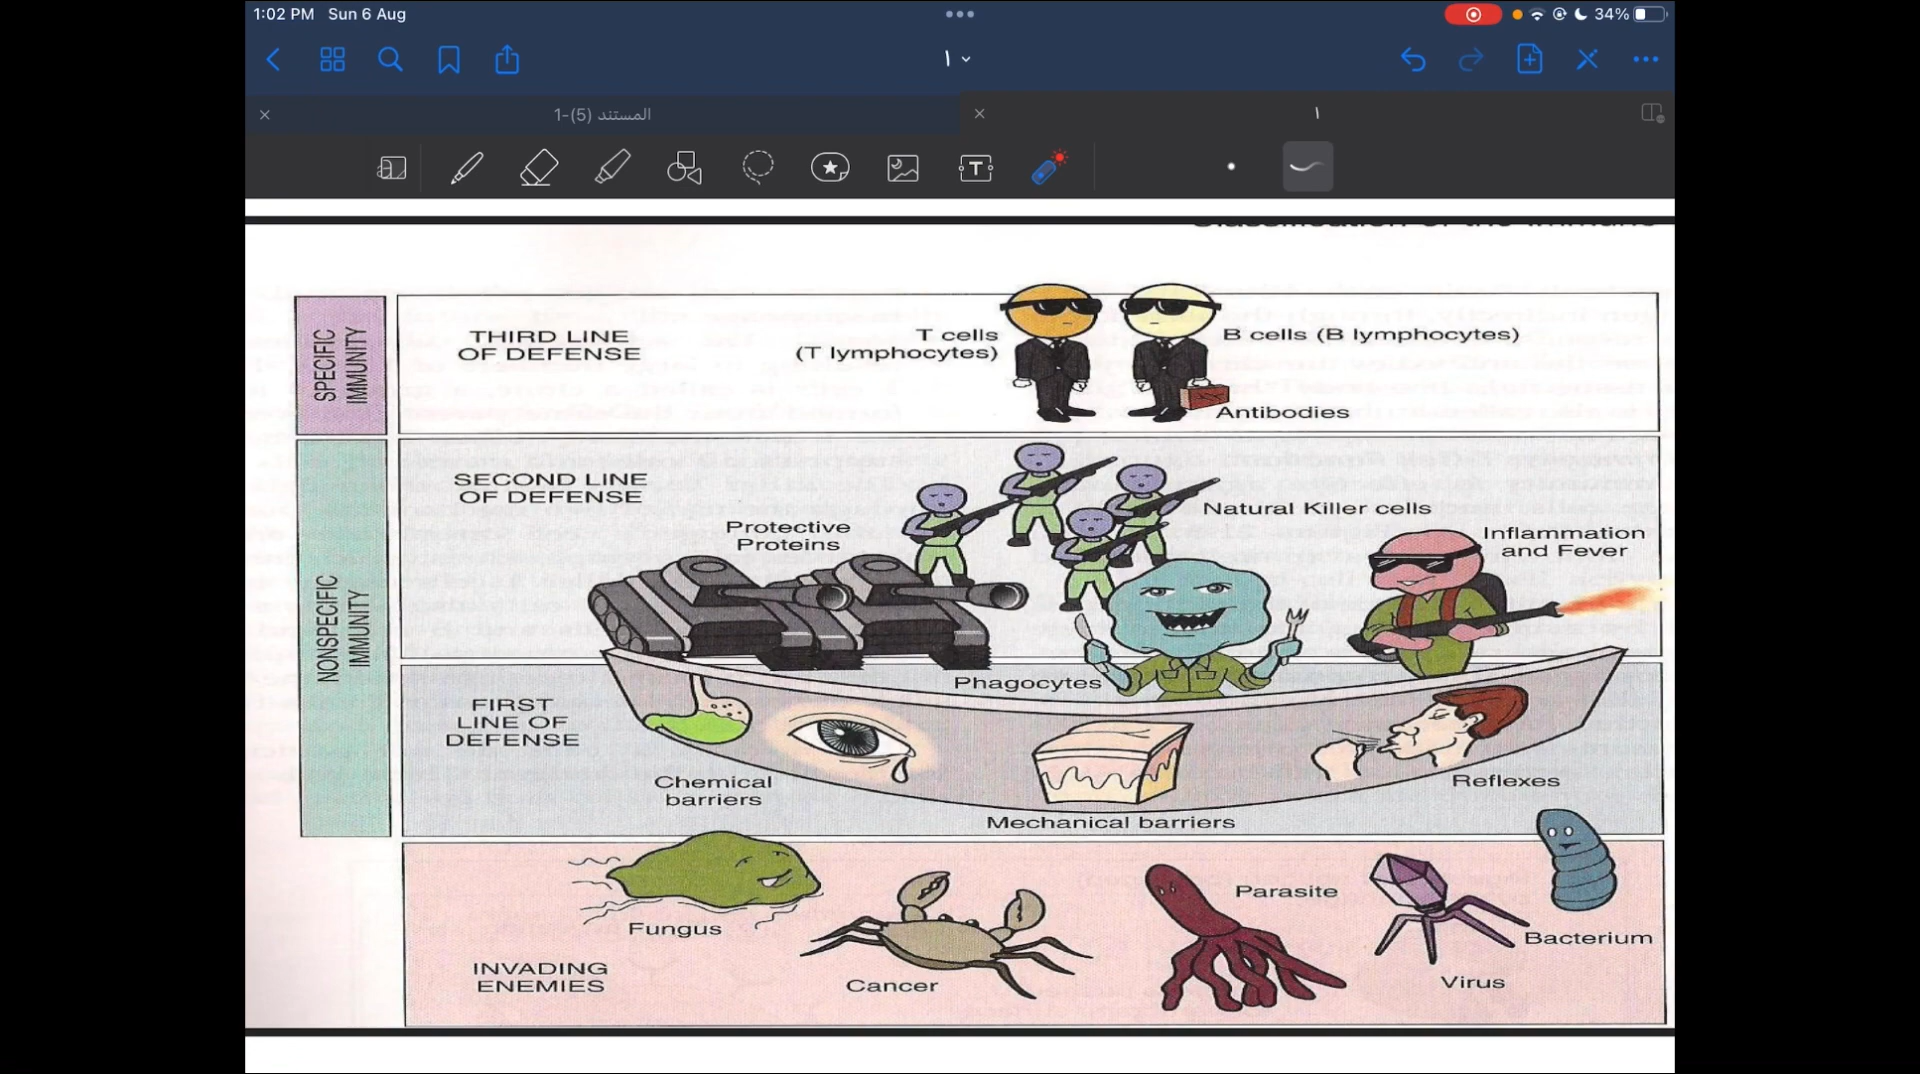 1:02 PM Sun 6 Aug
34%
١
المستند (5)-1
١
THIRD LINE
OF DEFENSE
T cells
(T lymphocytes)
B cells (B lymphocytes)
Antibodies
SPECIFIC
IMMUNITY
SECOND LINE
OF DEFENSE
Protective
Proteins
Natural Killer cells
Inflammation
and Fever
Phagocytes
NONSPECIFIC
IMMUNITY
FIRST
LINE OF
DEFENSE
Chemical
barriers
Mechanical barriers
Reflexes
Fungus
INVADING
ENEMIES
Cancer
Parasite
Virus
Bacterium